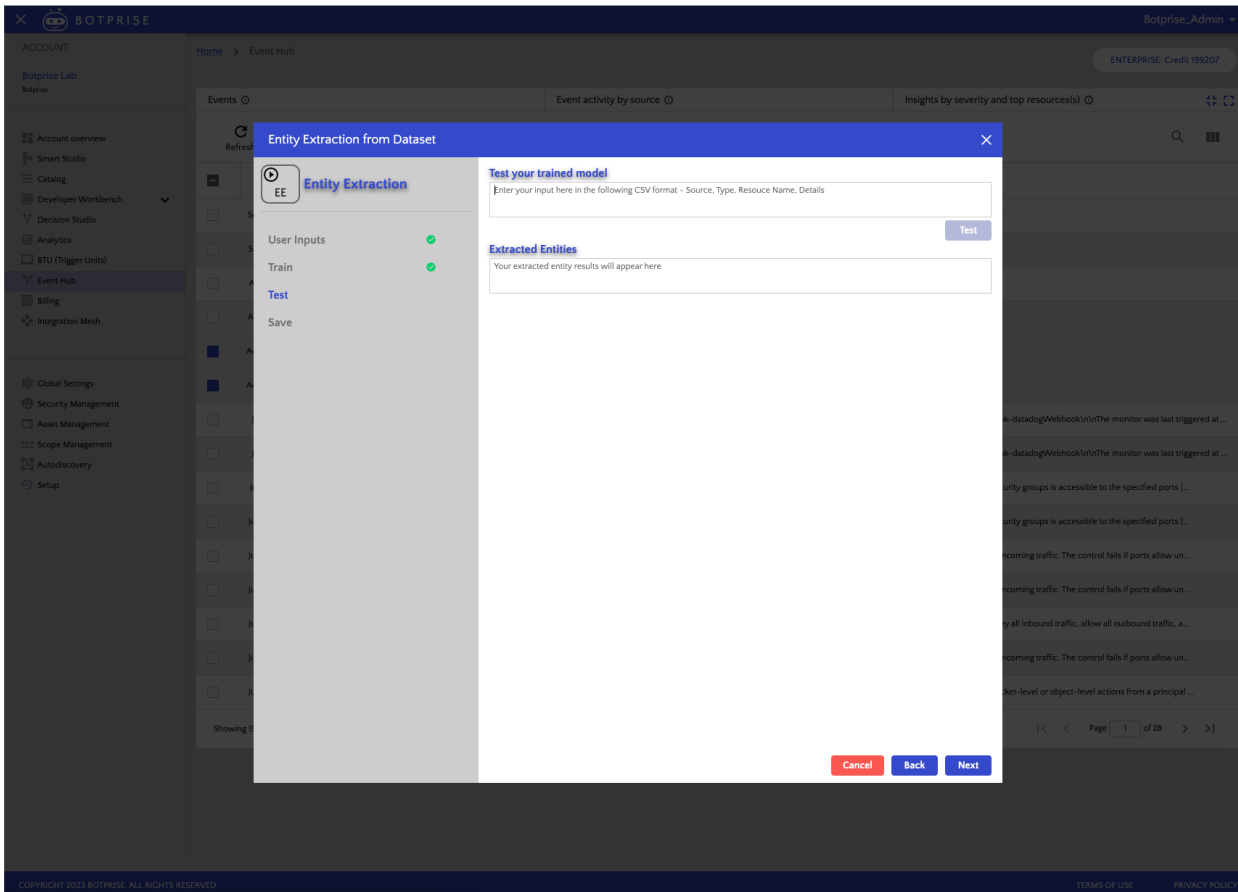 BOTPRISE
Botprise_Admin
ACCOUNT
Botprise Lab
Botprise
Home > Event Hub
ENTERPRISE: Credit 199207
Events
Event activity by source
Insights by severity and top resources(s)
Account overview
Smart Studio
Catalog
Developer Workbench
Decision Studio
Analytics
BTU (Trigger Units)
Event Hub
Billing
Integration Mesh
Global Settings
Security Management
Asset Management
Scope Management
Autodiscovery
Setup
Refresh
Entity Extraction from Dataset
EE
Entity Extraction
User Inputs
Train
Test
Save
Test your trained model
Enter your input here in the following CSV format - Source, Type, Resouce Name, Details
Test
Extracted Entities
Your extracted entity results will appear here
k-datadogWebhook\n\nThe monitor was last triggered at ...
k-datadogWebhook\n\nThe monitor was last triggered at ...
urity groups is accessible to the specified ports [...
urity groups is accessible to the specified ports [...
ncoming traffic. The control fails if ports allow un...
ncoming traffic. The control fails if ports allow un...
y all inbound traffic, allow all outbound traffic, a...
ncoming traffic. The control fails if ports allow un...
cket-level or object-level actions from a principal ...
Showing 15
Page 1 of 28
Cancel
Back
Next
COPYRIGHT 2023 BOTPRISE. ALL RIGHTS RESERVED.
TERMS OF USE
PRIVACY POLICY